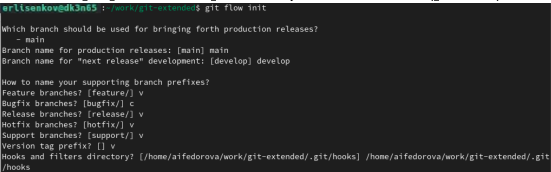 erlisenkov@dk3n65:~/work/git-extended$ git flow init
Which branch should be used for bringing forth production releases?
- main
Branch name for production releases: [main] main
Branch name for "next release" development: [develop] develop
How to name your supporting branch prefixes?
Feature branches? [feature/] v
Bugfix branches? [bugfix/] c
Release branches? [release/] v
Hotfix branches? [hotfix/] v
Support branches? [support/] v
Version tag prefix? [] v
Hooks and filters directory? [/home/aifedorova/work/git-extended/.git/hooks] /home/aifedorova/work/git-extended/.git
/hooks